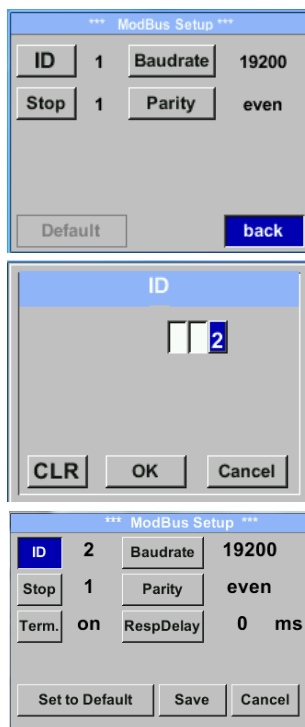 *** ModBus Setup ***
ID 1 Baudrate 19200
Stop 1 Parity even
Default back
ID
2
CLR OK Cancel
*** ModBus Setup ***
ID 2 Baudrate 19200
Stop 1 Parity even
Term. on RespDelay 0 ms
Set to Default Save Cancel